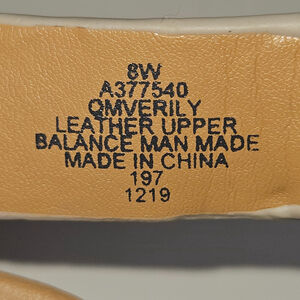 8W
A377540
QMVERILY
LEATHER UPPER
BALANCE MAN MADE
MADE IN CHINA
197
1219